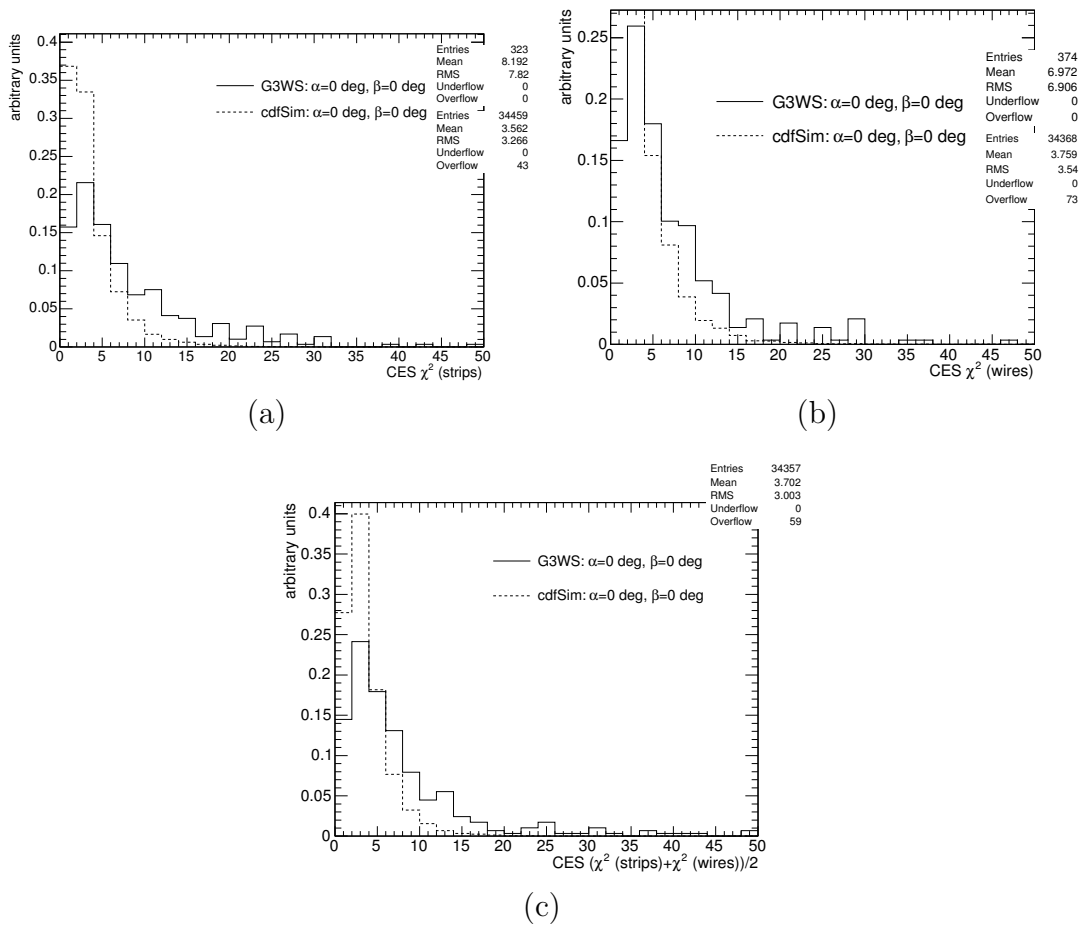 arbitrary units
0.4
0.35
0.3
0.25
0.2
0.15
0.1
0.05
0
G3WS: α=0 deg, β=0 deg
cdfSim: α=0 deg, β=0 deg
Entries 323
Mean 8.192
RMS 7.82
Underflow 0
Overflow 0
Entries 34459
Mean 3.562
RMS 3.266
Underflow 0
Overflow 43
0 5 10 15 20 25 30 35 40 45 50
CES χ² (strips)
(a)
arbitrary units
0.25
0.2
0.15
0.1
0.05
0
G3WS: α=0 deg, β=0 deg
cdfSim: α=0 deg, β=0 deg
Entries 374
Mean 6.972
RMS 6.906
Underflow 0
Overflow 0
Entries 34368
Mean 3.759
RMS 3.54
Underflow 0
Overflow 73
0 5 10 15 20 25 30 35 40 45 50
CES χ² (wires)
(b)
arbitrary units
0.4
0.35
0.3
0.25
0.2
0.15
0.1
0.05
0
Entries 34357
Mean 3.702
RMS 3.003
Underflow 0
Overflow 59
G3WS: α=0 deg, β=0 deg
cdfSim: α=0 deg, β=0 deg
0 5 10 15 20 25 30 35 40 45 50
CES (χ² (strips)+χ² (wires))/2
(c)